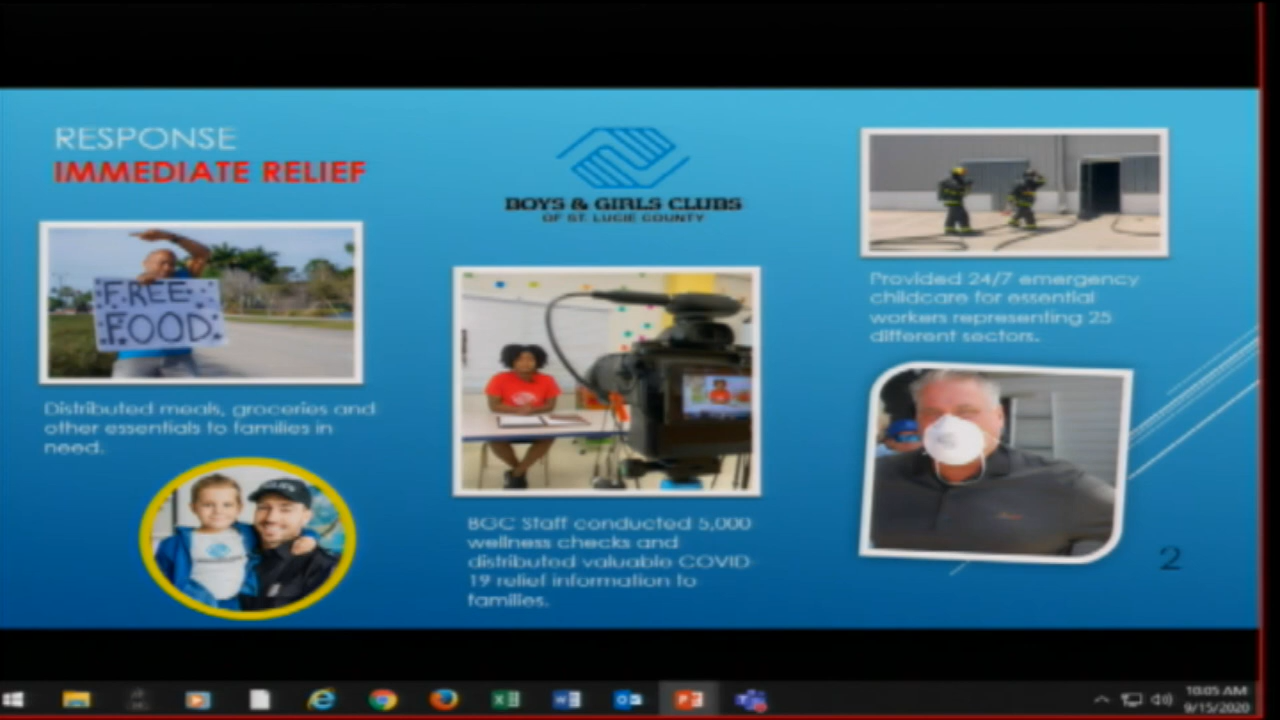 RESPONSE
IMMEDIATE RELIEF
BOYS & GIRLS CLUBS
OF ST. LUCIE COUNTY
FREE
FOOD
Distributed meals, groceries and
other essentials to families in
need.
BGC Staff conducted 5,000
wellness checks and
distributed valuable COVID-
19 relief information to
families.
Provided 24/7 emergency
childcare for essential
workers representing 25
different sectors.
2
10:05 AM
9/15/2020